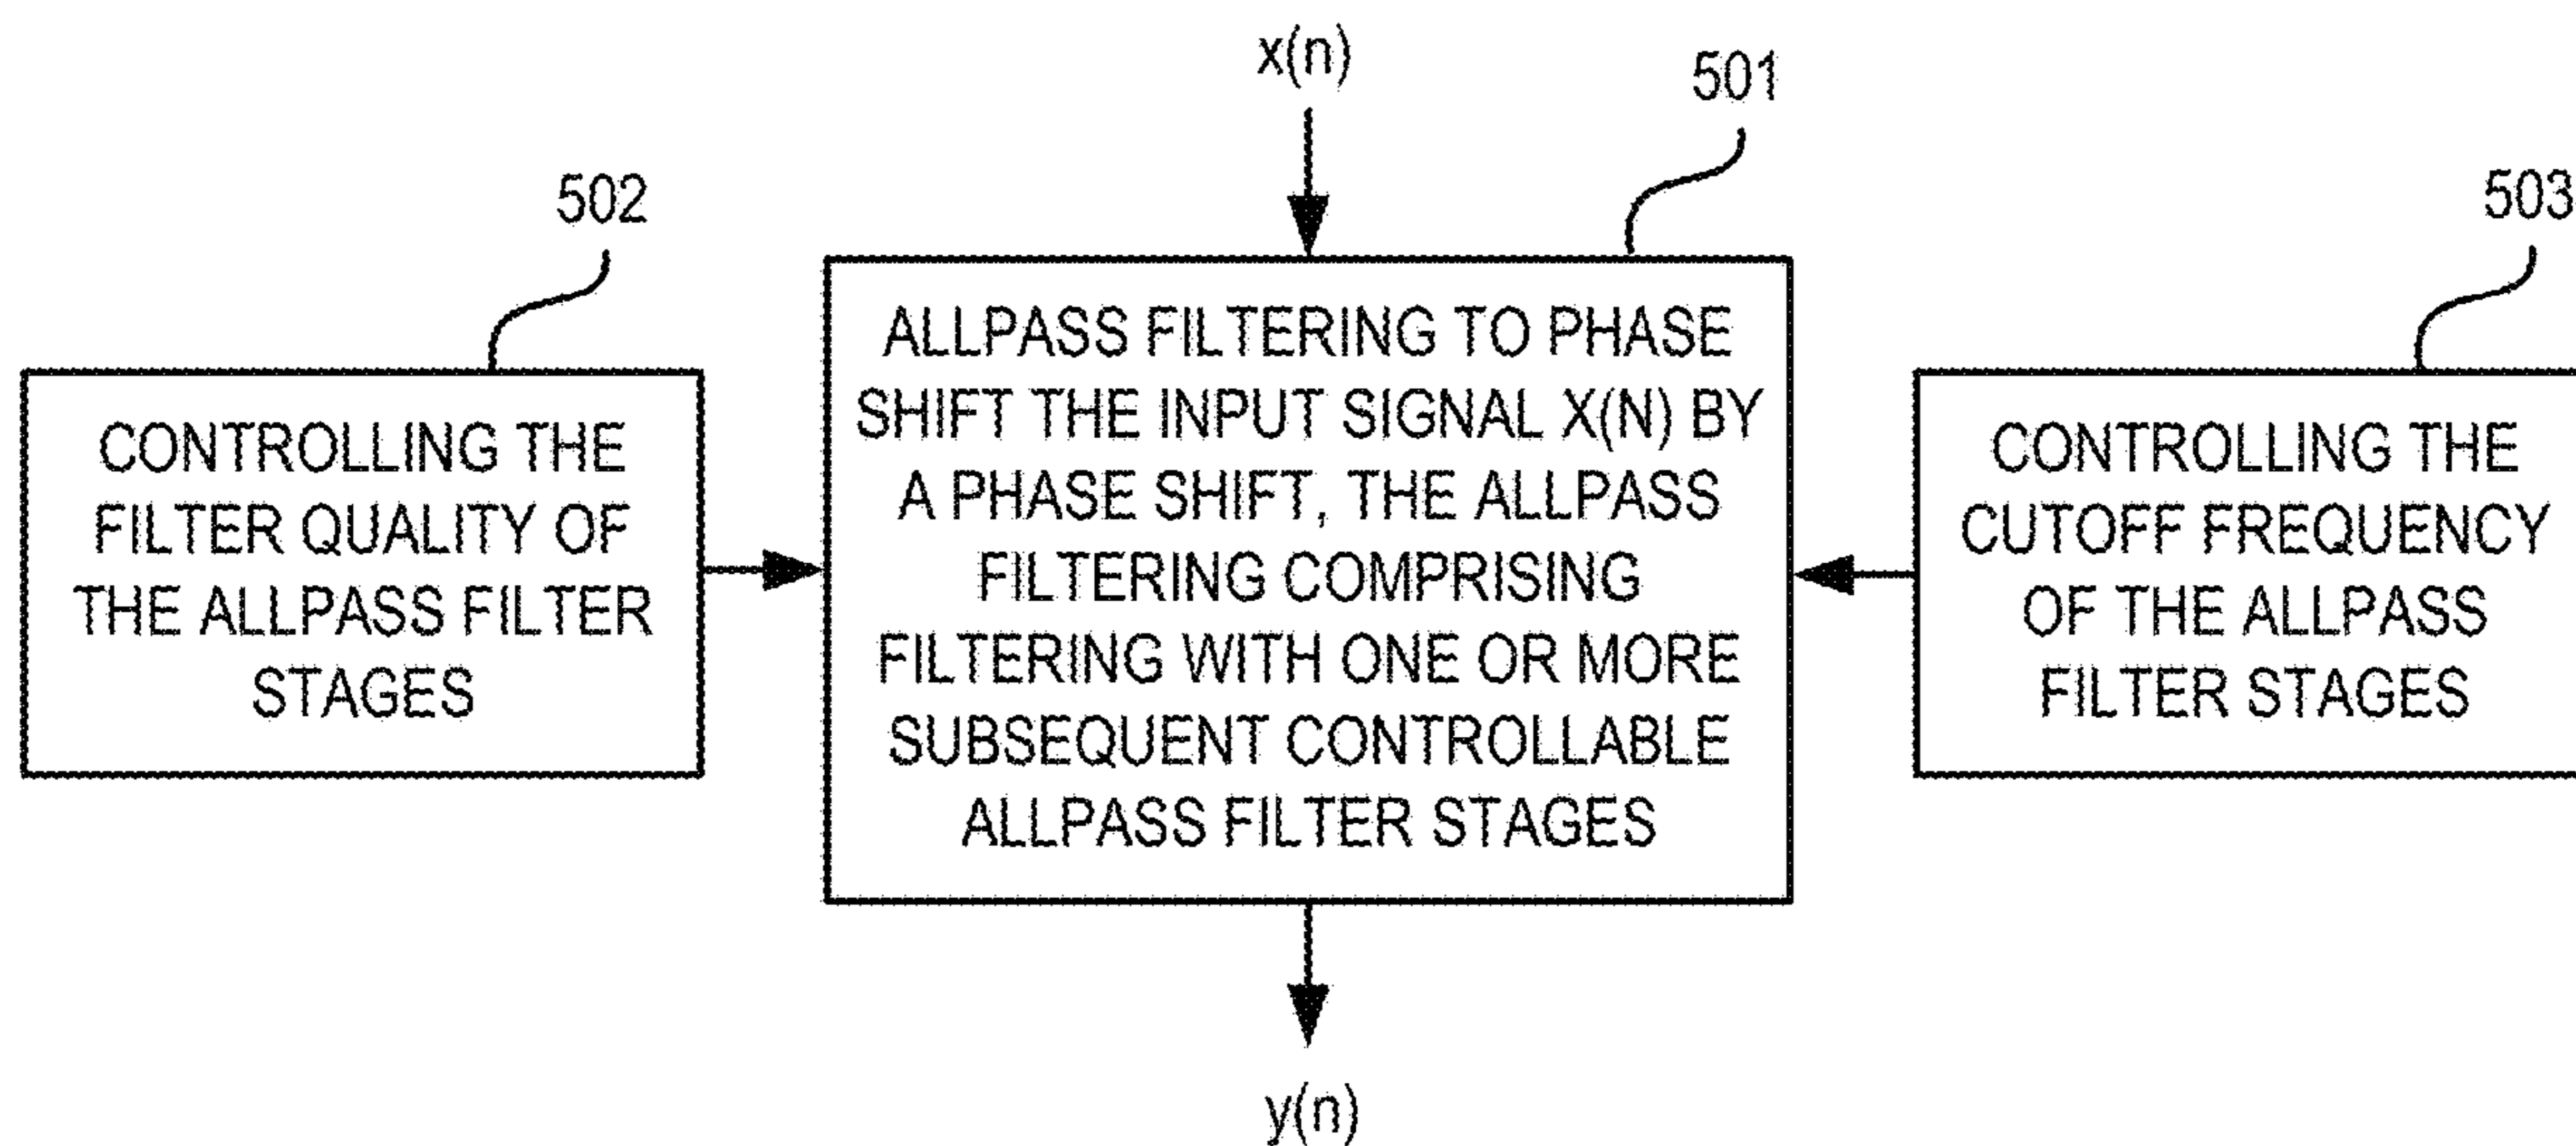 x(n)
501
502
503
ALLPASS FILTERING TO PHASE
SHIFT THE INPUT SIGNAL X(N) BY
A PHASE SHIFT, THE ALLPASS
FILTERING COMPRISING
FILTERING WITH ONE OR MORE
SUBSEQUENT CONTROLLABLE
ALLPASS FILTER STAGES
CONTROLLING THE
FILTER QUALITY OF
THE ALLPASS FILTER
STAGES
CONTROLLING THE
CUTOFF FREQUENCY
OF THE ALLPASS
FILTER STAGES
y(n)